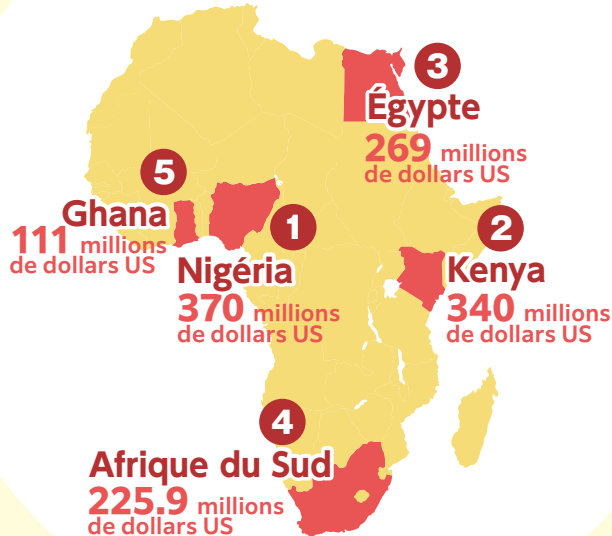 3
Égypte
269 millions
de dollars US
5
Ghana
111 millions
de dollars US
1
Nigéria
370 millions
de dollars US
2
Kenya
340 millions
de dollars US
4
Afrique du Sud
225.9 millions
de dollars US